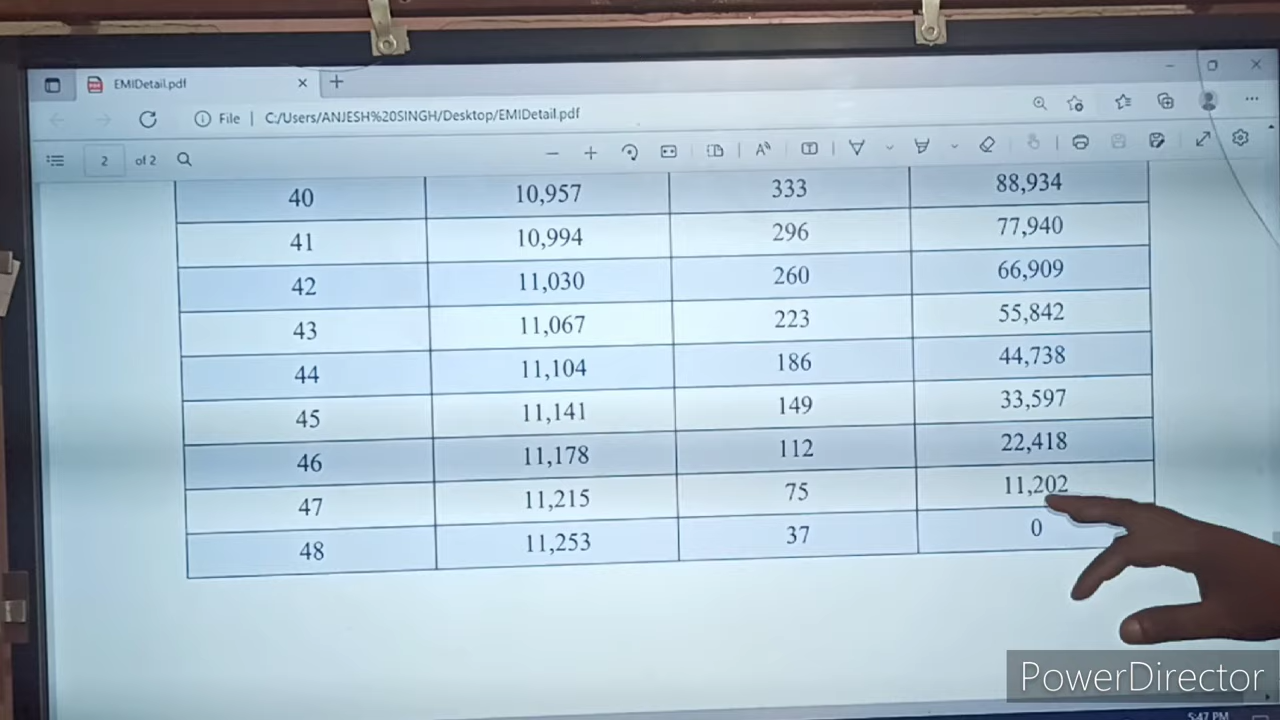 EMIDetail.pdf
File | C:/Users/ANJESH%20SINGH/Desktop/EMIDetail.pdf
2 of 2
40 10,957 333 88,934
41 10,994 296 77,940
42 11,030 260 66,909
43 11,067 223 55,842
44 11,104 186 44,738
45 11,141 149 33,597
46 11,178 112 22,418
47 11,215 75 11,202
48 11,253 37 0
PowerDirector
5:47 PM